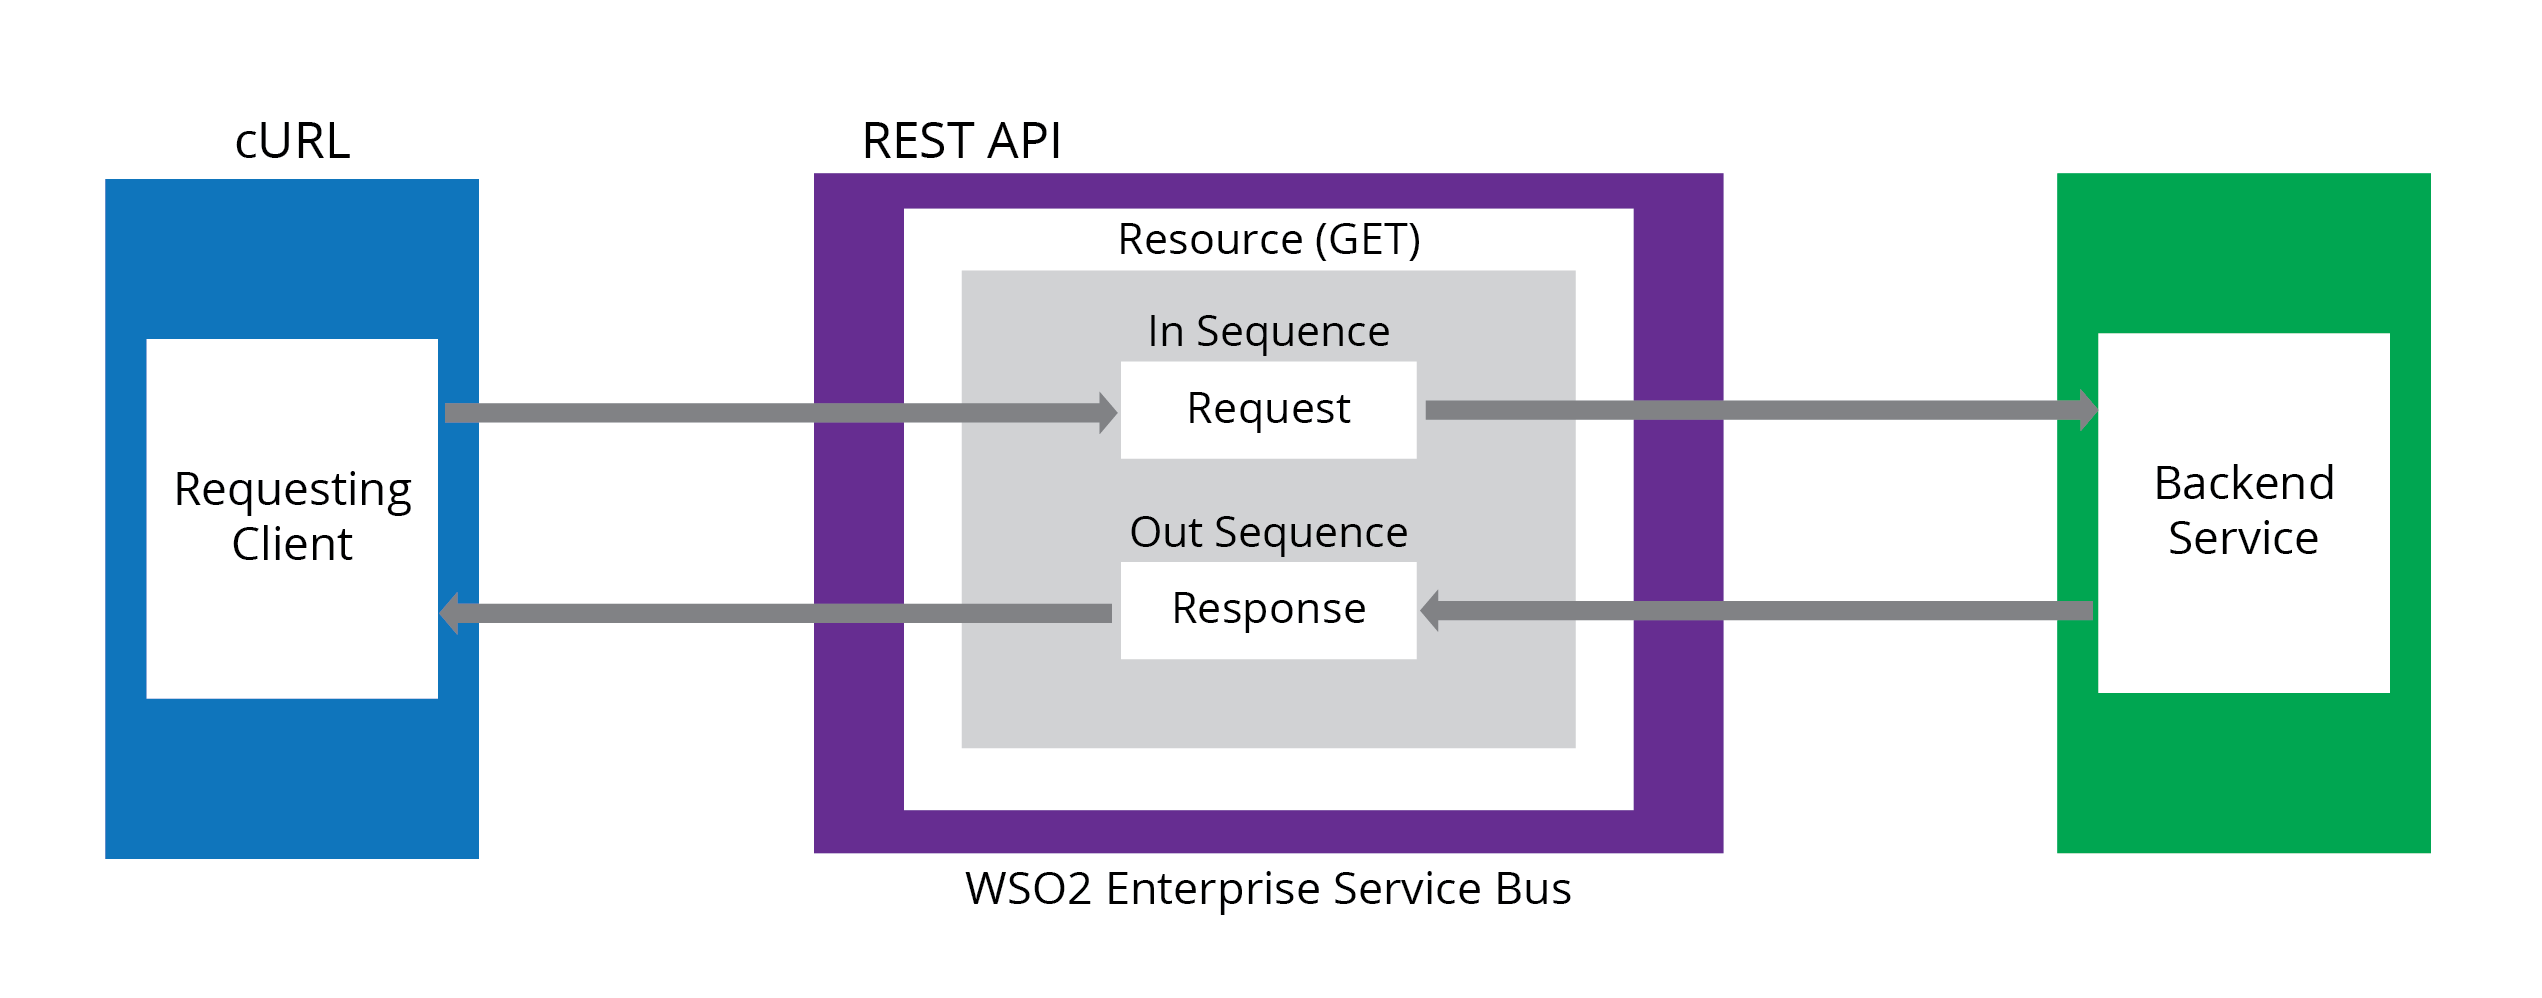 cURL
Requesting
Client
REST API
Resource (GET)
In Sequence
Request
Out Sequence
Response
WSO2 Enterprise Service Bus
Backend
Service